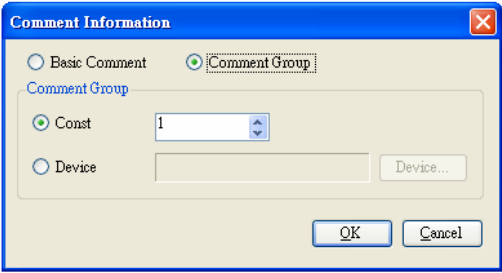 Comment Information
Basic Comment Comment Group
Comment Group
Const 1
Device Device...
OK Cancel